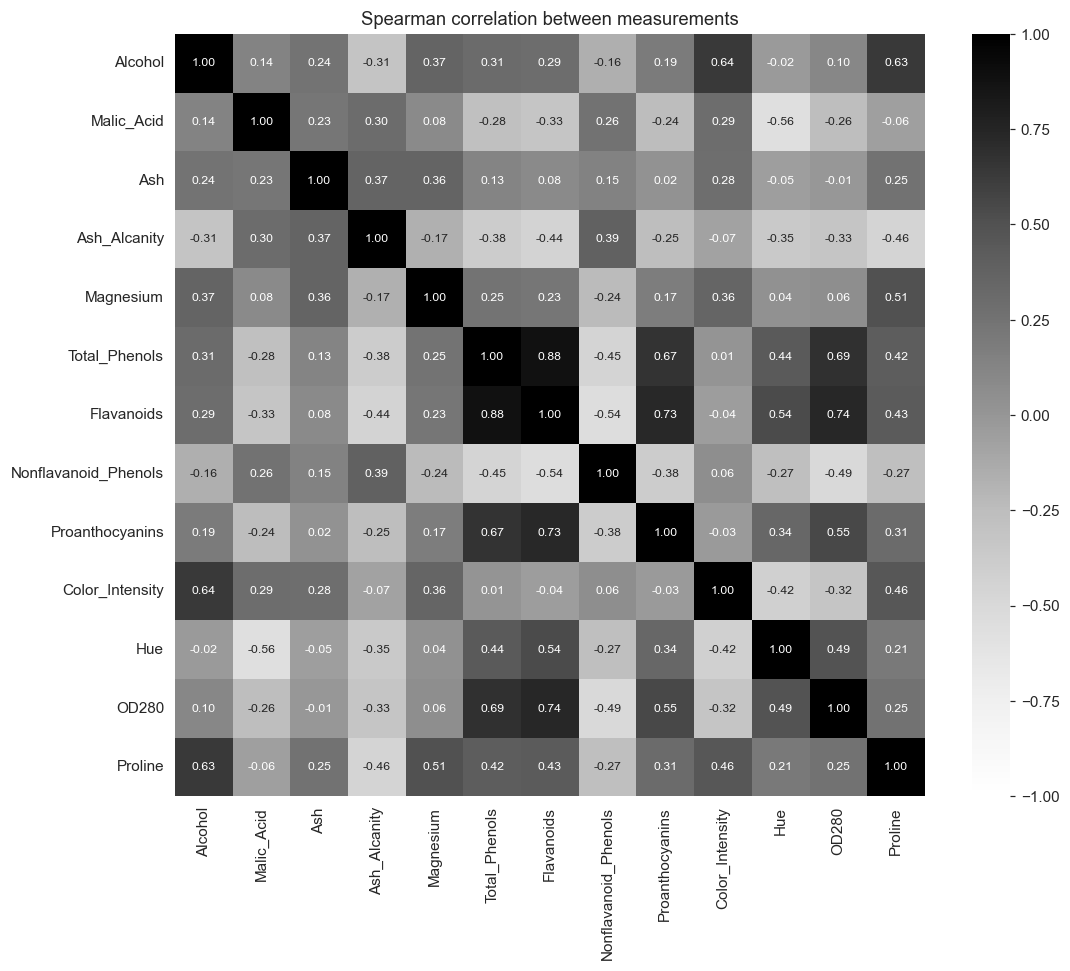 Spearman correlation between measurements
Alcohol 1.00 0.14 0.24 -0.31 0.37 0.31 0.29 -0.16 0.19 0.64 -0.02 0.10 0.63
Malic_Acid 0.14 1.00 0.23 0.30 0.08 -0.28 -0.33 0.26 -0.24 0.29 -0.56 -0.26 -0.06
Ash 0.24 0.23 1.00 0.37 0.36 0.13 0.08 0.15 0.02 0.28 -0.05 -0.01 0.25
Ash_Alcanity -0.31 0.30 0.37 1.00 -0.17 -0.38 -0.44 0.39 -0.25 -0.07 -0.35 -0.33 -0.46
Magnesium 0.37 0.08 0.36 -0.17 1.00 0.25 0.23 -0.24 0.17 0.36 0.04 0.06 0.51
Total_Phenols 0.31 -0.28 0.13 -0.38 0.25 1.00 0.88 -0.45 0.67 0.01 0.44 0.69 0.42
Flavanoids 0.29 -0.33 0.08 -0.44 0.23 0.88 1.00 -0.54 0.73 -0.04 0.54 0.74 0.43
Nonflavanoid_Phenols -0.16 0.26 0.15 0.39 -0.24 -0.45 -0.54 1.00 -0.38 0.06 -0.27 -0.49 -0.27
Proanthocyanins 0.19 -0.24 0.02 -0.25 0.17 0.67 0.73 -0.38 1.00 -0.03 0.34 0.55 0.31
Color_Intensity 0.64 0.29 0.28 -0.07 0.36 0.01 -0.04 0.06 -0.03 1.00 -0.42 -0.32 0.46
Hue -0.02 -0.56 -0.05 -0.35 0.04 0.44 0.54 -0.27 0.34 -0.42 1.00 0.49 0.21
OD280 0.10 -0.26 -0.01 -0.33 0.06 0.69 0.74 -0.49 0.55 -0.32 0.49 1.00 0.25
Proline 0.63 -0.06 0.25 -0.46 0.51 0.42 0.43 -0.27 0.31 0.46 0.21 0.25 1.00
Alcohol
Malic_Acid
Ash
Ash_Alcanity
Magnesium
Total_Phenols
Flavanoids
Nonflavanoid_Phenols
Proanthocyanins
Color_Intensity
Hue
OD280
Proline
1.00
0.75
0.50
0.25
0.00
−0.25
−0.50
−0.75
−1.00